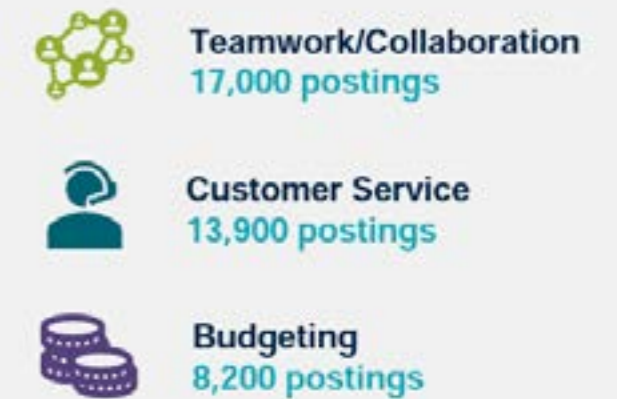 Teamwork/Collaboration
17,000 postings
Customer Service
13,900 postings
Budgeting
8,200 postings